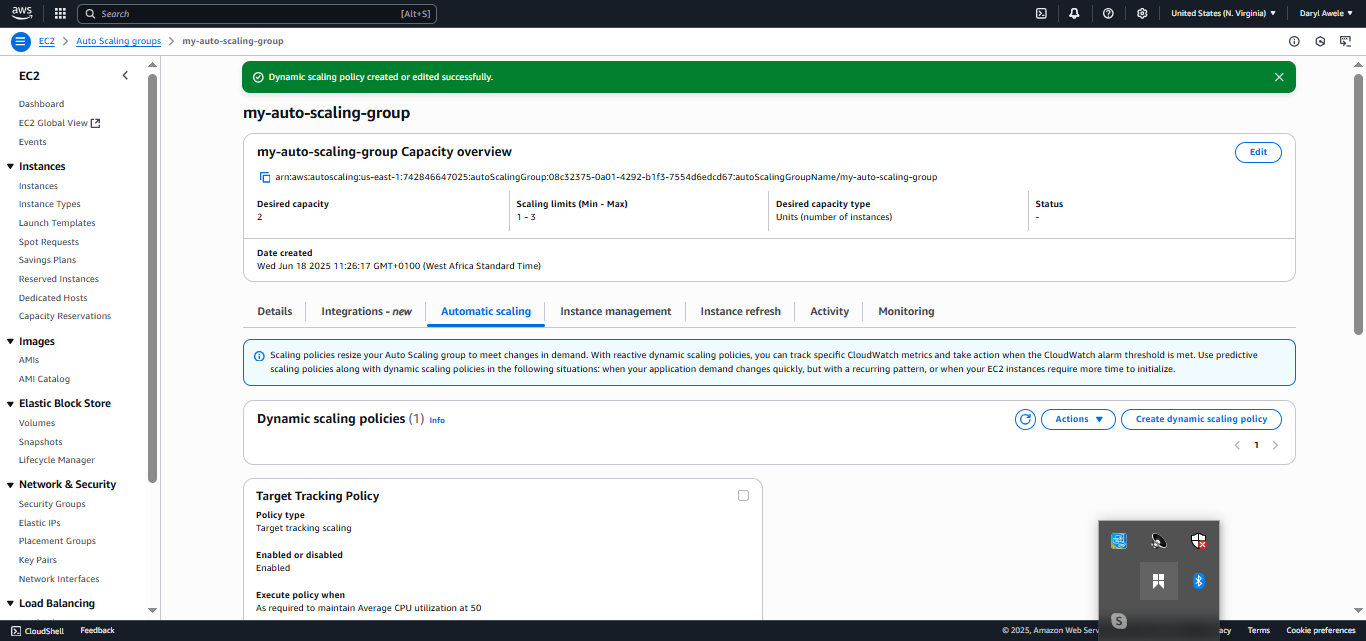 aws
Search
[Alt+S]
United States (N. Virginia)
Daryl Awele
EC2
Auto Scaling groups
my-auto-scaling-group
EC2
Dashboard
EC2 Global View
Events
Instances
Instances
Instance Types
Launch Templates
Spot Requests
Savings Plans
Reserved Instances
Dedicated Hosts
Capacity Reservations
Images
AMIs
AMI Catalog
Elastic Block Store
Volumes
Snapshots
Lifecycle Manager
Network & Security
Security Groups
Elastic IPs
Placement Groups
Key Pairs
Network Interfaces
Load Balancing
Dynamic scaling policy created or edited successfully.
my-auto-scaling-group
my-auto-scaling-group Capacity overview
Edit
arn:aws:autoscaling:us-east-1:742846647025:autoScalingGroup:08c32375-0a01-4292-b1f3-7554d6edcd67:autoScalingGroupName/my-auto-scaling-group
Desired capacity
2
Scaling limits (Min - Max)
1 - 3
Desired capacity type
Units (number of instances)
Status
-
Date created
Wed Jun 18 2025 11:26:17 GMT+0100 (West Africa Standard Time)
Details
Integrations - new
Automatic scaling
Instance management
Instance refresh
Activity
Monitoring
Scaling policies resize your Auto Scaling group to meet changes in demand. With reactive dynamic scaling policies, you can track specific CloudWatch metrics and take action when the CloudWatch alarm threshold is met. Use predictive
scaling policies along with dynamic scaling policies in the following situations: when your application demand changes quickly, but with a recurring pattern, or when your EC2 instances require more time to initialize.
Dynamic scaling policies (1) Info
Actions
Create dynamic scaling policy
1
Target Tracking Policy
Policy type
Target tracking scaling
Enabled or disabled
Enabled
Execute policy when
As required to maintain Average CPU utilization at 50
S
CloudShell
Feedback
© 2025, Amazon Web
Terms
Cookie preferences